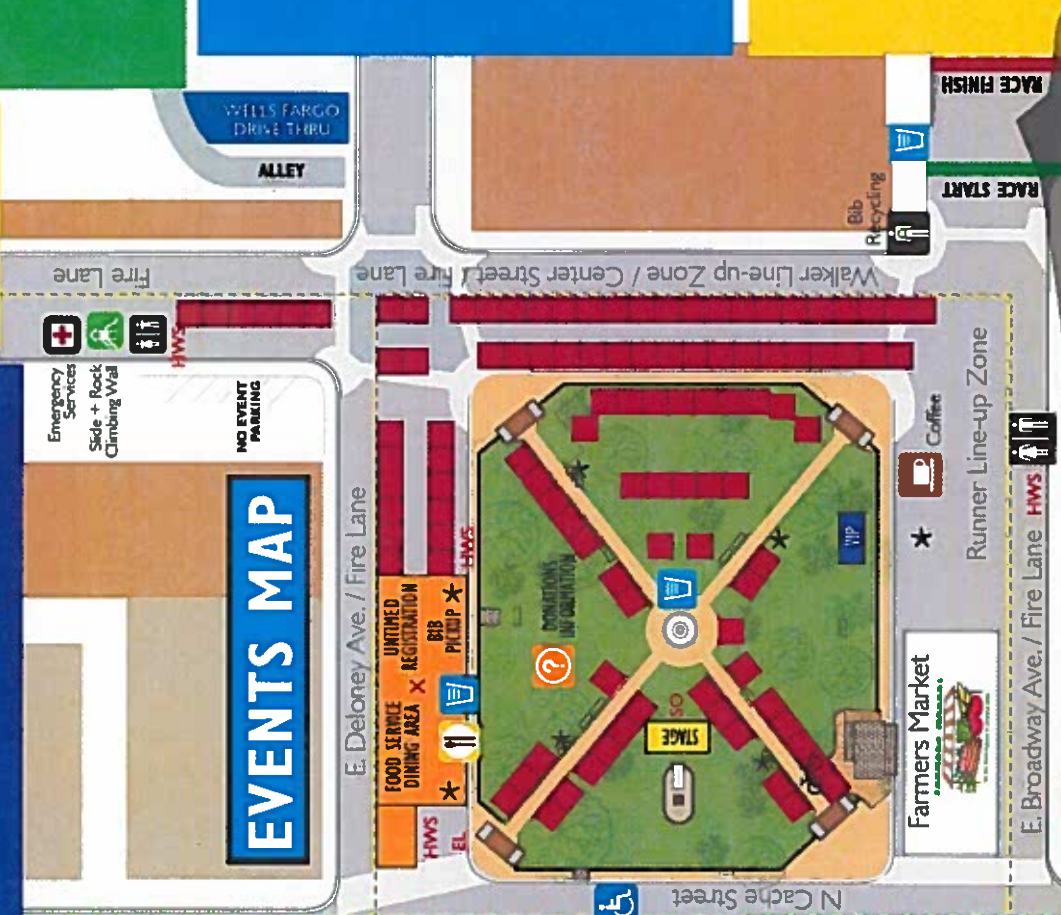 WELLS FARGO
DRIVE THRU
ALLEY
RACE FINISH
RACE START
Bib
Recycling
Fire Lane
Walker Line-up Zone / Center Street / Fire Lane
Emergency
Services
Slide + Rock
Climbing Wall
HWS
NO EVENT
PARKING
EVENTS MAP
E. Deloney Ave. / Fire Lane
UNTIMED
REGISTRATION
BIB
PICKUP
X
FOOD SERVICE
DINING AREA
HWS
HWS
EL
DONATIONS
INFORMATION
?
SO
STAGE
VIP
Coffee
Runner Line-up Zone
HWS
E. Broadway Ave. / Fire Lane
Farmers Market
N Cache Street